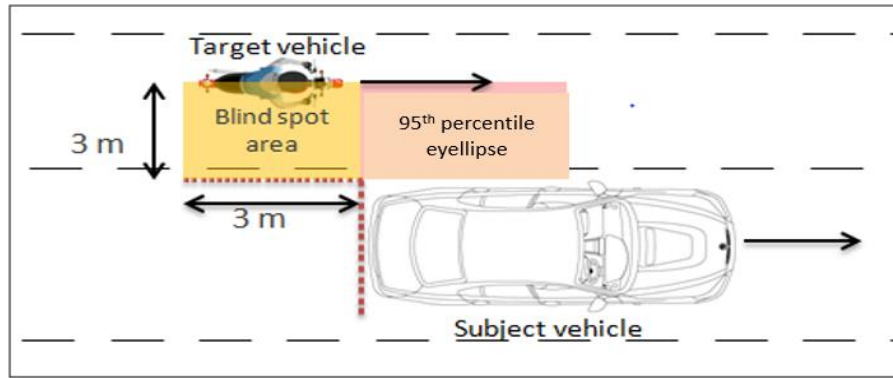 Target vehicle
Blind spot
area
95th percentile
eyellipse
3 m
3 m
Subject vehicle